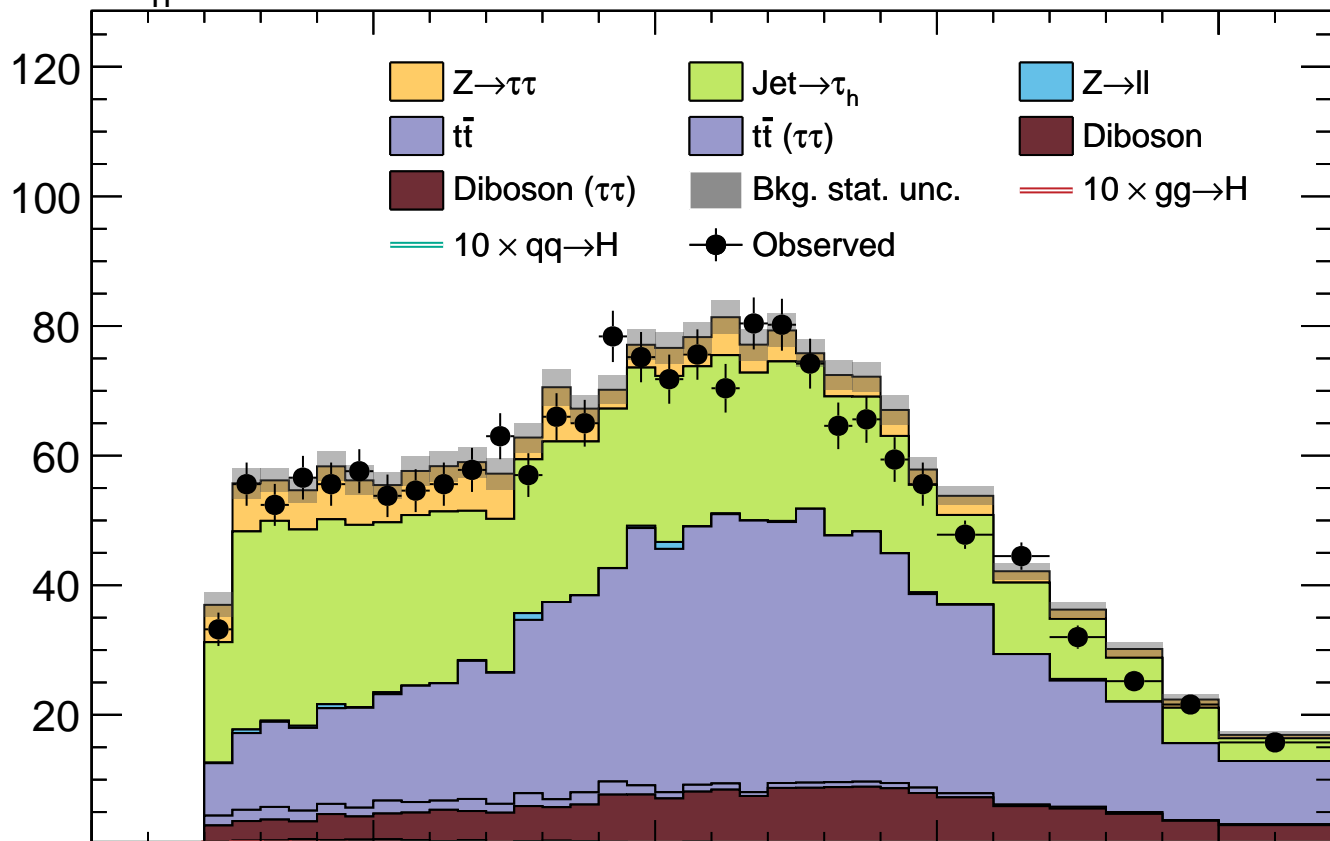 H
120
Z→ττ Jet→τh Z→ll
tt̄ tt̄ (ττ) Diboson
100
Diboson (ττ) Bkg. stat. unc. 10 × gg→H
10 × qq→H Observed
80
60
40
20